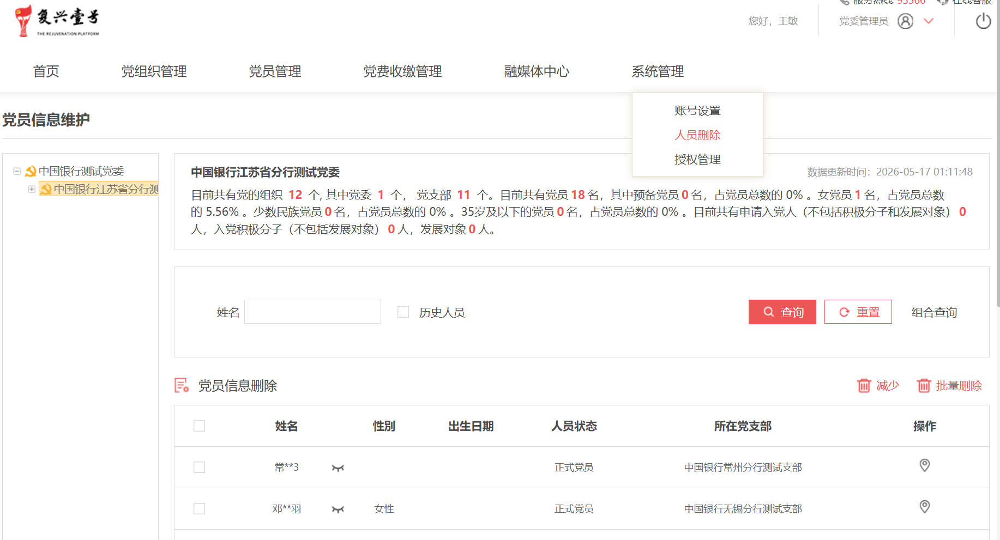 服务热线 95566 在线客服
复兴壹号
THE REJUVENATION PLATFORM
您好，王敏
党委管理员
首页 党组织管理 党员管理 党费收缴管理 融媒体中心 系统管理
账号设置
人员删除
授权管理
党员信息维护
中国银行测试党委
中国银行江苏省分行测
中国银行江苏省分行测试党委
数据更新时间：2026-05-17 01:11:48
目前共有党的组织 12 个, 其中党委 1 个， 党支部 11 个。目前共有党员 18 名，其中预备党员 0 名，占党员总数的 0% 。女党员 1 名，占党员总数
的 5.56% 。少数民族党员 0 名，占党员总数的 0% 。35岁及以下的党员 0 名，占党员总数的 0% 。目前共有申请入党人（不包括积极分子和发展对象） 0
人，入党积极分子（不包括发展对象） 0 人，发展对象 0 人。
姓名 历史人员 查询 重置 组合查询
党员信息删除 减少 批量删除
姓名 性别 出生日期 人员状态 所在党支部 操作
常**3 正式党员 中国银行常州分行测试支部
邓**羽 女性 正式党员 中国银行无锡分行测试支部